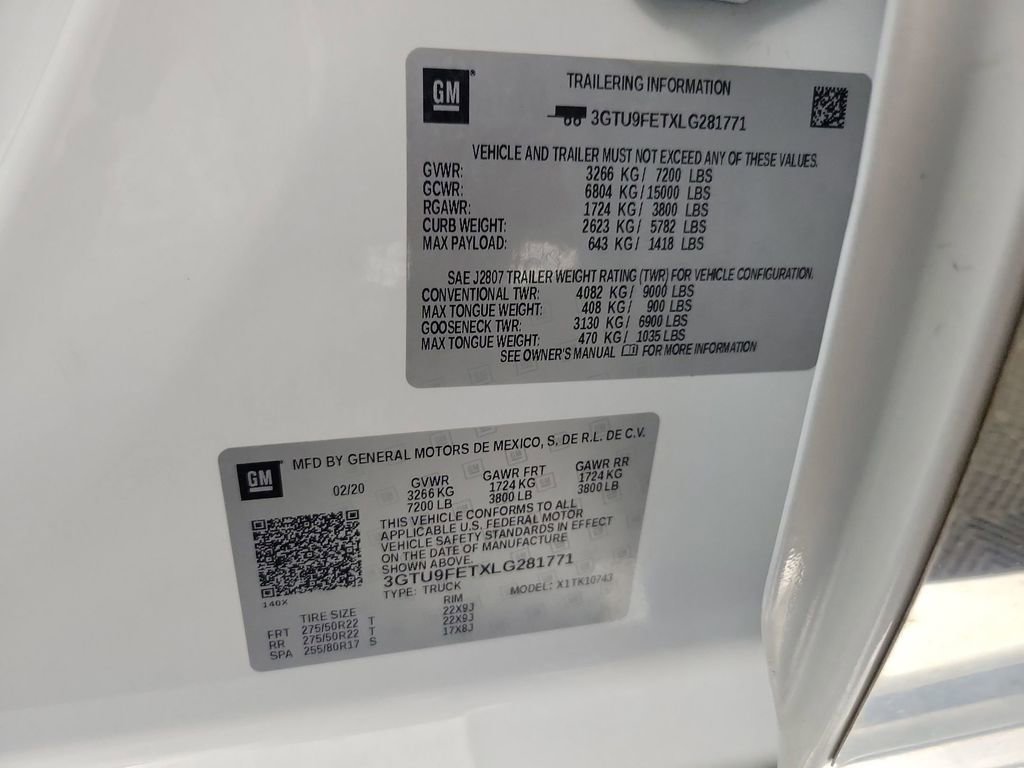 GM ®
TRAILERING INFORMATION
3GTU9FETXLG281771
VEHICLE AND TRAILER MUST NOT EXCEED ANY OF THESE VALUES.
GVWR: 3266 KG / 7200 LBS
GCWR: 6804 KG / 15000 LBS
RGAWR: 1724 KG / 3800 LBS
CURB WEIGHT: 2623 KG / 5782 LBS
MAX PAYLOAD: 643 KG / 1418 LBS
SAE J2807 TRAILER WEIGHT RATING (TWR) FOR VEHICLE CONFIGURATION.
CONVENTIONAL TWR: 4082 KG / 9000 LBS
MAX TONGUE WEIGHT: 408 KG / 900 LBS
GOOSENECK TWR: 3130 KG / 6900 LBS
MAX TONGUE WEIGHT: 470 KG / 1035 LBS
SEE OWNER'S MANUAL FOR MORE INFORMATION
GM
MFD BY GENERAL MOTORS DE MEXICO, S. DE R.L. DE C.V.
02/20 GVWR GAWR FRT GAWR RR
3266 KG 1724 KG 1724 KG
7200 LB 3800 LB 3800 LB
THIS VEHICLE CONFORMS TO ALL
APPLICABLE U.S. FEDERAL MOTOR
VEHICLE SAFETY STANDARDS IN EFFECT
ON THE DATE OF MANUFACTURE
SHOWN ABOVE.
3GTU9FETXLG281771
TYPE: TRUCK MODEL: X1TK10743
140X
TIRE SIZE RIM
FRT 275/50R22 T 22X9J
RR 275/50R22 T 22X9J
SPA 255/80R17 S 17X8J